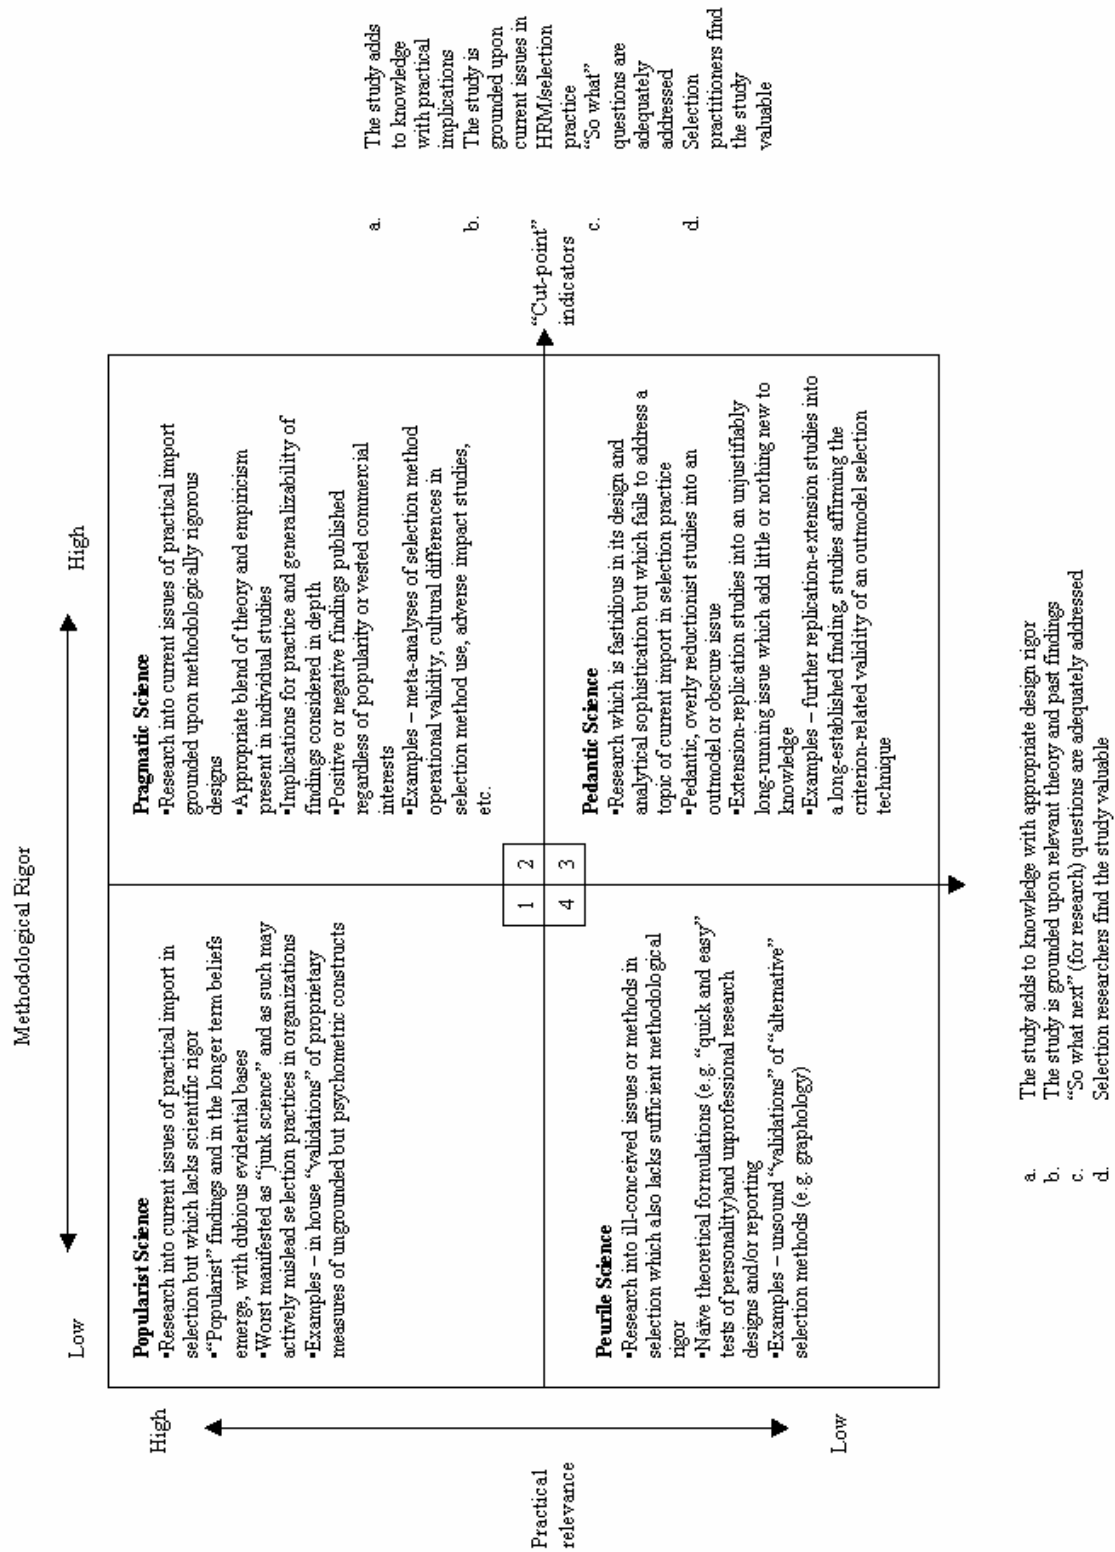 Methodological Rigor
Low
High
Practical
relevance
High
Low
Popularist Science
▪Research into current issues of practical import in
selection but which lacks scientific rigor
▪“Popularist” findings and in the longer term beliefs
emerge, with dubious evidential bases
▪Worst manifested as “junk science” and as such may
actively mislead selection practices in organizations
▪Examples – in house “validations” of proprietary
measures of ungrounded but psychometric constructs
Pragmatic Science
▪Research into current issues of practical import
grounded upon methodologically rigorous
designs
▪Appropriate blend of theory and empiricism
present in individual studies
▪Implications for practice and generalizability of
findings considered in depth
▪Positive or negative findings published
regardless of popularity or vested commercial
interests
▪Examples – meta-analyses of selection method
operational validity, cultural differences in
selection method use, adverse impact studies,
etc.
1
2
4
3
Peurile Science
▪Research into ill-conceived issues or methods in
selection which also lacks sufficient methodological
rigor
▪Naïve theoretical formulations (e.g. “quick and easy”
tests of personality)and unprofessional research
designs and/or reporting
▪Examples – unsound “validations” of “alternative”
selection methods (e.g. graphology)
Pedantic Science
▪Research which is fastidious in its design and
analytical sophistication but which fails to address a
topic of current import in selection practice
▪Pedantic, overly reductionist studies into an
outmodel or obscure issue
▪Extension-replication studies into an unjustifiably
long-running issue which add little or nothing new to
knowledge
▪Examples – further replication-extension studies into
a long-established finding, studies affirming the
criterion-related validity of an outmodel selection
technique
“Cut-point”
indicators
a. The study adds
to knowledge
with practical
implications
b. The study is
grounded upon
current issues in
HRM/selection
practice
c. “So what”
questions are
adequately
addressed
d. Selection
practitioners find
the study
valuable
a. The study adds to knowledge with appropriate design rigor
b. The study is grounded upon relevant theory and past findings
c. “So what next” (for research) questions are adequately addressed
d. Selection researchers find the study valuable